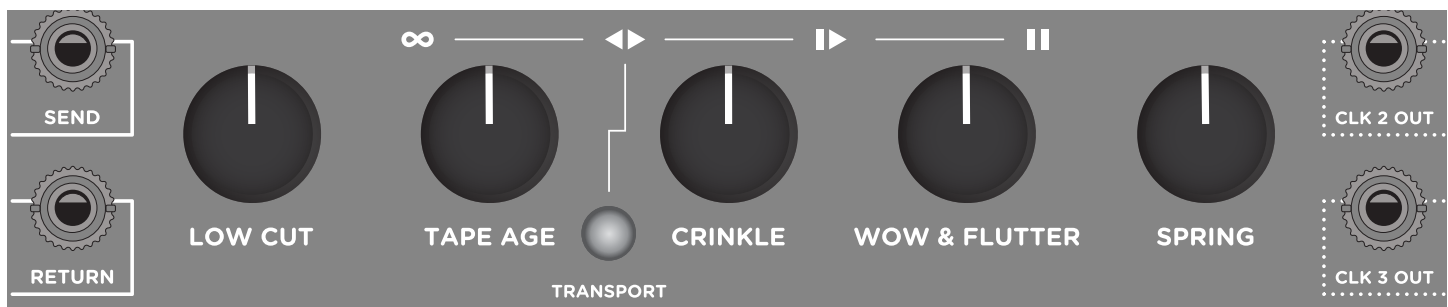 SEND
CLK 2 OUT
LOW CUT
TAPE AGE
CRINKLE
WOW & FLUTTER
SPRING
RETURN
TRANSPORT
CLK 3 OUT